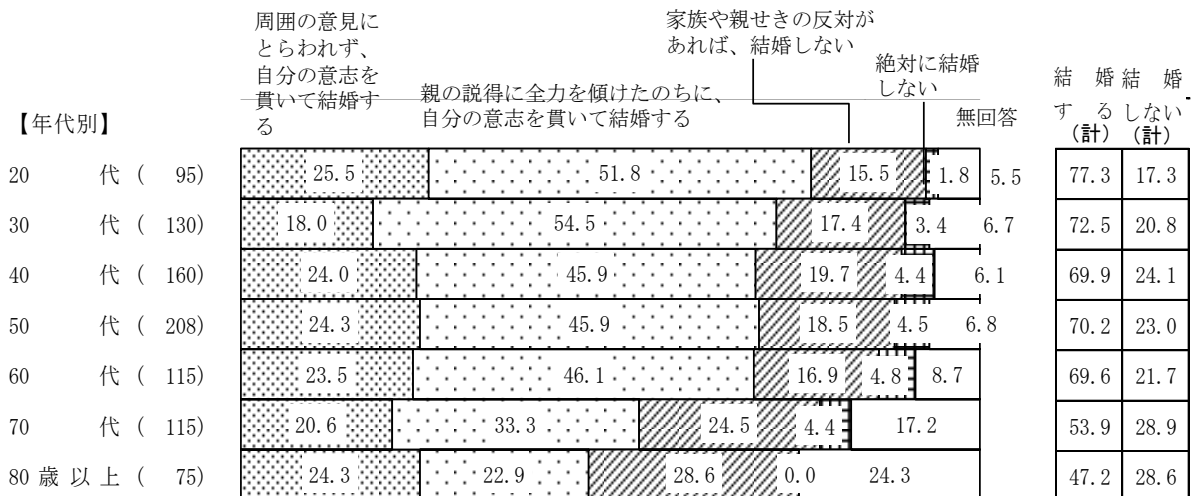 周囲の意見に
とらわれず、
自分の意志を
貫いて結婚す
る
親の説得に全力を傾けたのちに、
自分の意志を貫いて結婚する
家族や親せきの反対が
あれば、結婚しない
絶対に結婚
しない
無回答
結 婚 結 婚
す る しない
（計） （計）
【年代別】
20 代 ( 95) 25.5 51.8 15.5 1.8 5.5 77.3 17.3
30 代 ( 130) 18.0 54.5 17.4 3.4 6.7 72.5 20.8
40 代 ( 160) 24.0 45.9 19.7 4.4 6.1 69.9 24.1
50 代 ( 208) 24.3 45.9 18.5 4.5 6.8 70.2 23.0
60 代 ( 115) 23.5 46.1 16.9 4.8 8.7 69.6 21.7
70 代 ( 115) 20.6 33.3 24.5 4.4 17.2 53.9 28.9
80 歳 以 上 ( 75) 24.3 22.9 28.6 0.0 24.3 47.2 28.6